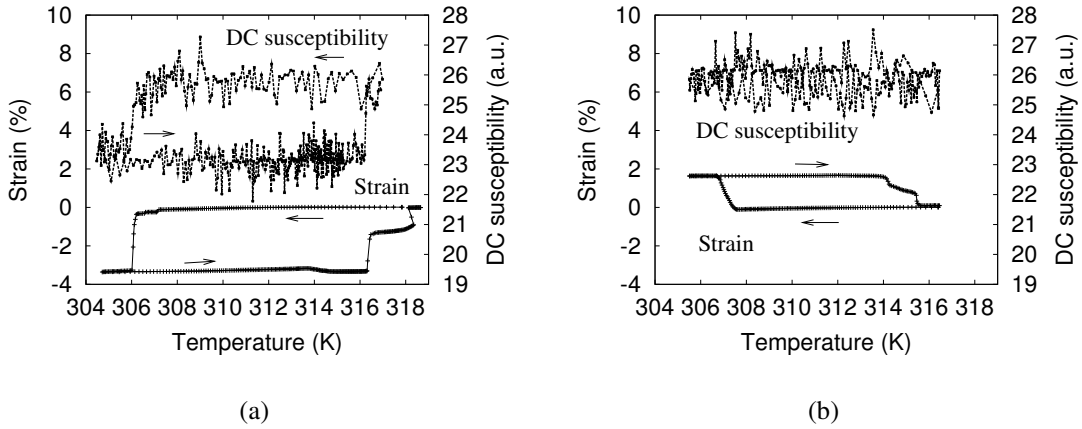 10
8
6
4
2
0
-2
-4
Strain (%)
28
27
26
25
24
23
22
21
20
19
DC susceptibility (a.u.)
DC susceptibility
Strain
304 306 308 310 312 314 316 318
Temperature (K)
(a)
10
8
6
4
2
0
-2
-4
Strain (%)
28
27
26
25
24
23
22
21
20
19
DC susceptibility (a.u.)
DC susceptibility
Strain
304 306 308 310 312 314 316 318
Temperature (K)
(b)